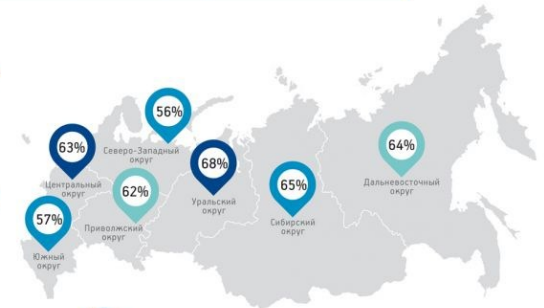 56%
Северо-Западный
округ
63%
Центральный
округ
68%
Уральский
округ
64%
Дальневосточный
округ
62%
Приволжский
округ
65%
Сибирский
округ
57%
Южный
округ